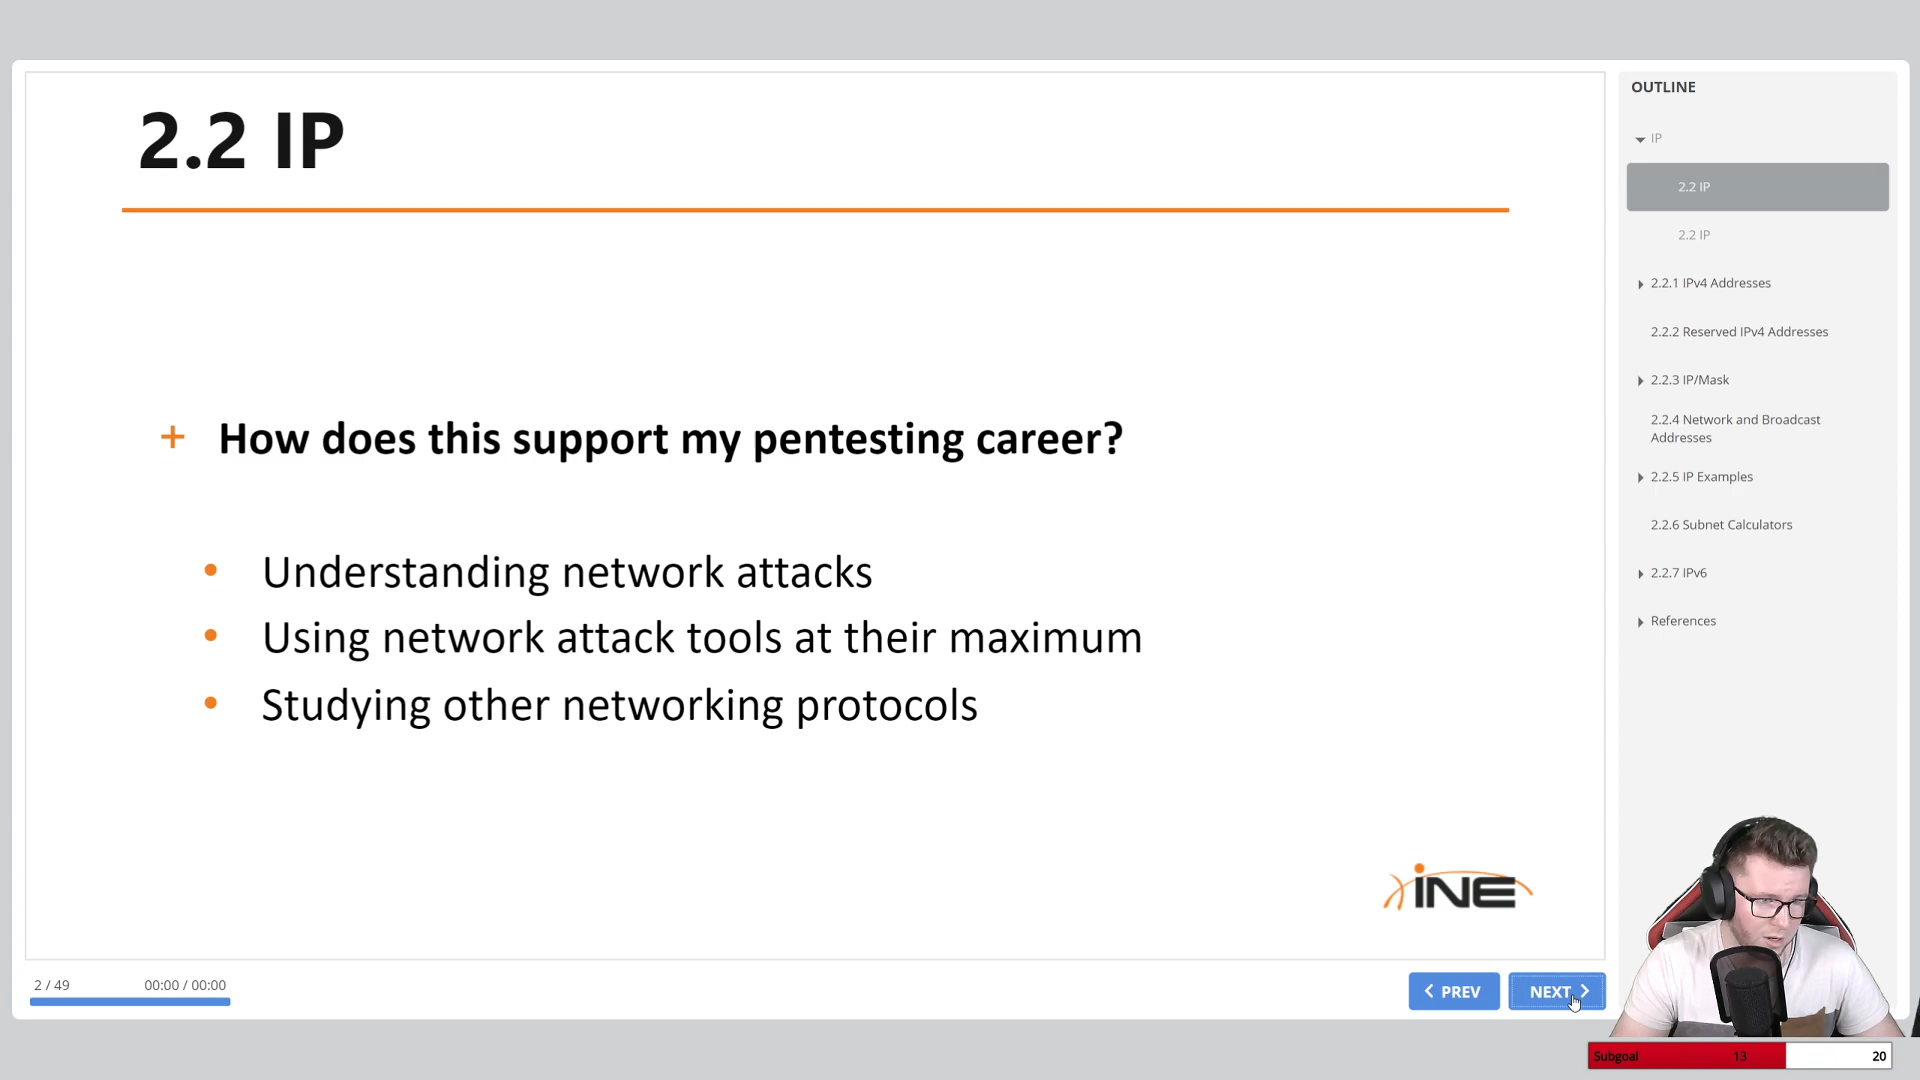 2.2 IP
+ How does this support my pentesting career?
• Understanding network attacks
• Using network attack tools at their maximum
• Studying other networking protocols
INE
2 / 49
00:00 / 00:00
PREV
NEXT
OUTLINE
IP
2.2 IP
2.2 IP
2.2.1 IPv4 Addresses
2.2.2 Reserved IPv4 Addresses
2.2.3 IP/Mask
2.2.4 Network and Broadcast
Addresses
2.2.5 IP Examples
2.2.6 Subnet Calculators
2.2.7 IPv6
References
Subgoal 13 20